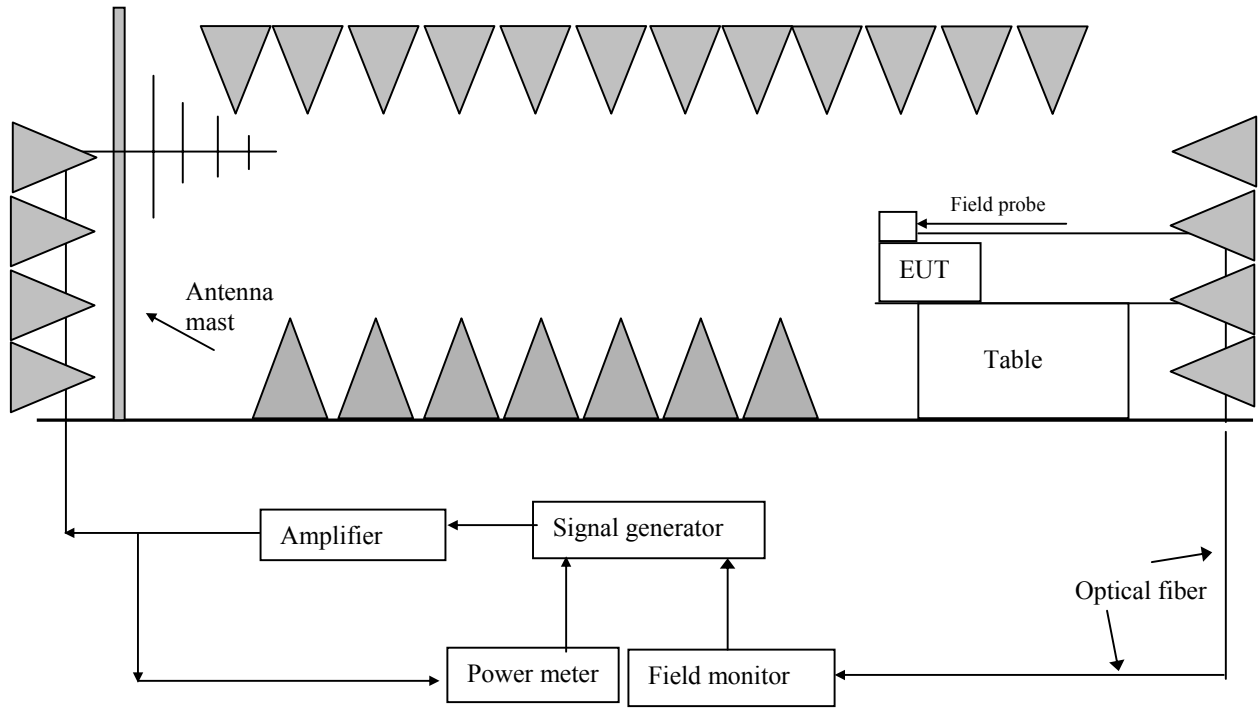 Field probe
EUT
Antenna
mast
Table
Signal generator
Amplifier
Optical fiber
Power meter
Field monitor